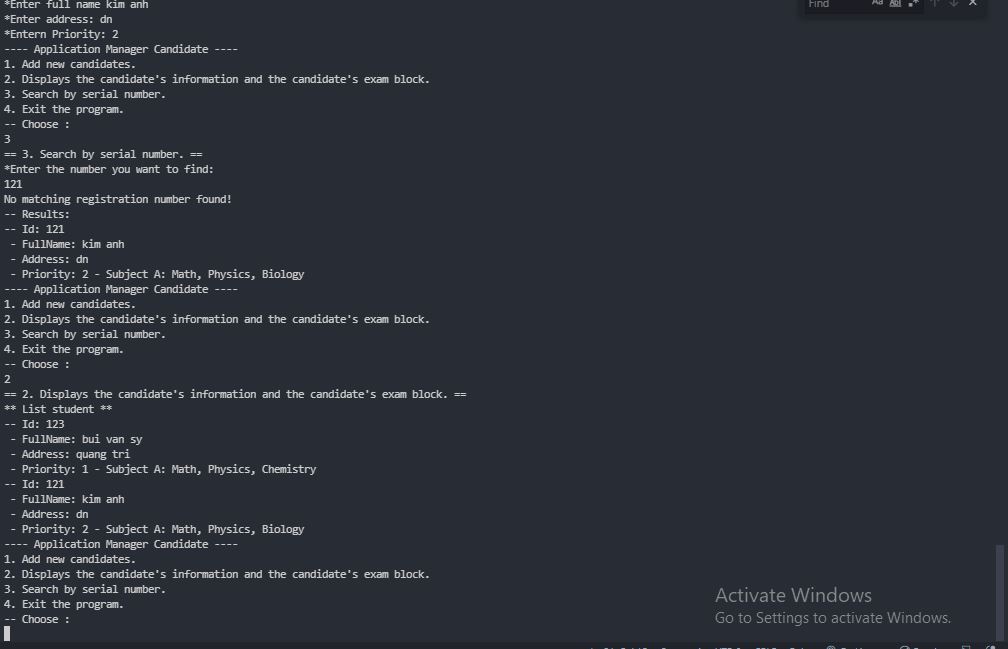 *Enter full name kim anh
*Enter address: dn
*Entern Priority: 2
---- Application Manager Candidate ----
1. Add new candidates.
2. Displays the candidate's information and the candidate's exam block.
3. Search by serial number.
4. Exit the program.
-- Choose :
3
== 3. Search by serial number. ==
*Enter the number you want to find:
121
No matching registration number found!
-- Results:
-- Id: 121
- FullName: kim anh
- Address: dn
- Priority: 2 - Subject A: Math, Physics, Biology
---- Application Manager Candidate ----
1. Add new candidates.
2. Displays the candidate's information and the candidate's exam block.
3. Search by serial number.
4. Exit the program.
-- Choose :
2
== 2. Displays the candidate's information and the candidate's exam block. ==
** List student **
-- Id: 123
- FullName: bui van sy
- Address: quang tri
- Priority: 1 - Subject A: Math, Physics, Chemistry
-- Id: 121
- FullName: kim anh
- Address: dn
- Priority: 2 - Subject A: Math, Physics, Biology
---- Application Manager Candidate ----
1. Add new candidates.
2. Displays the candidate's information and the candidate's exam block.
3. Search by serial number.
4. Exit the program.
-- Choose :
Find
Activate Windows
Go to Settings to activate Windows.